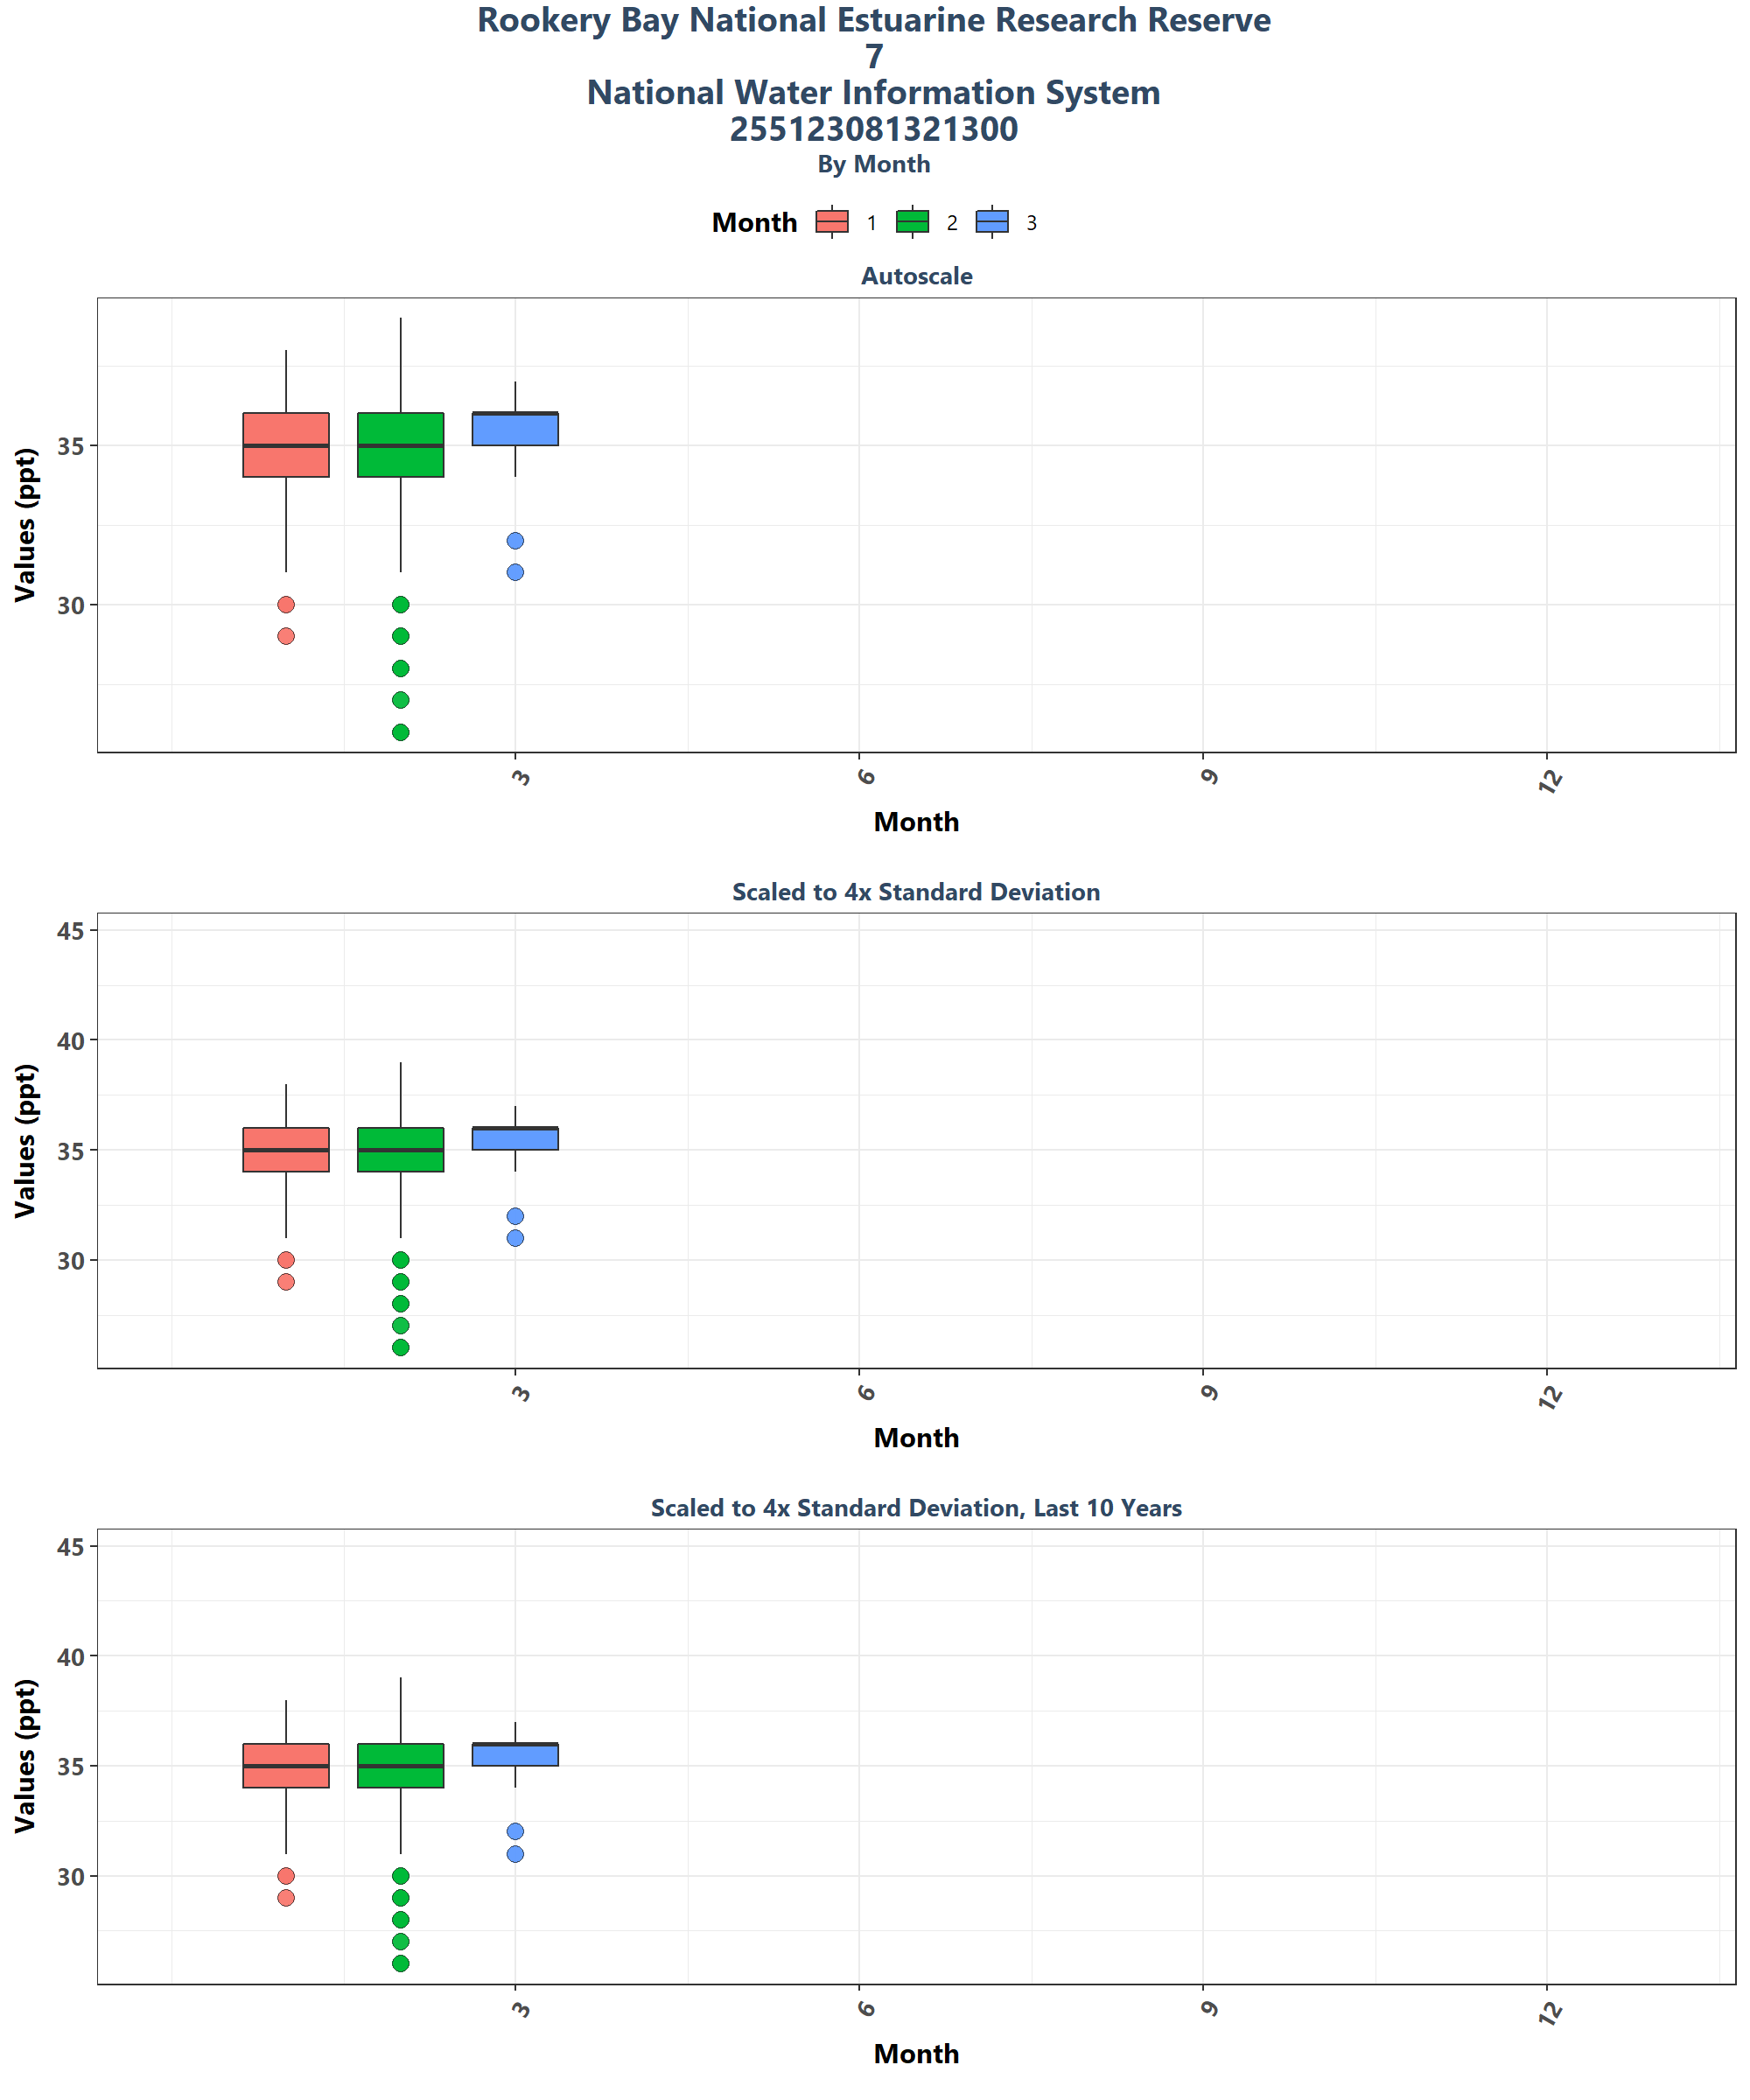 Rookery Bay National Estuarine Research Reserve
7
National Water Information System
255123081321300
By Month
Month 1 2 3
Autoscale
Values (ppt)
35
30
3 6 9 12
Month
Scaled to 4x Standard Deviation
Values (ppt)
45
40
35
30
3 6 9 12
Month
Scaled to 4x Standard Deviation, Last 10 Years
Values (ppt)
45
40
35
30
3 6 9 12
Month